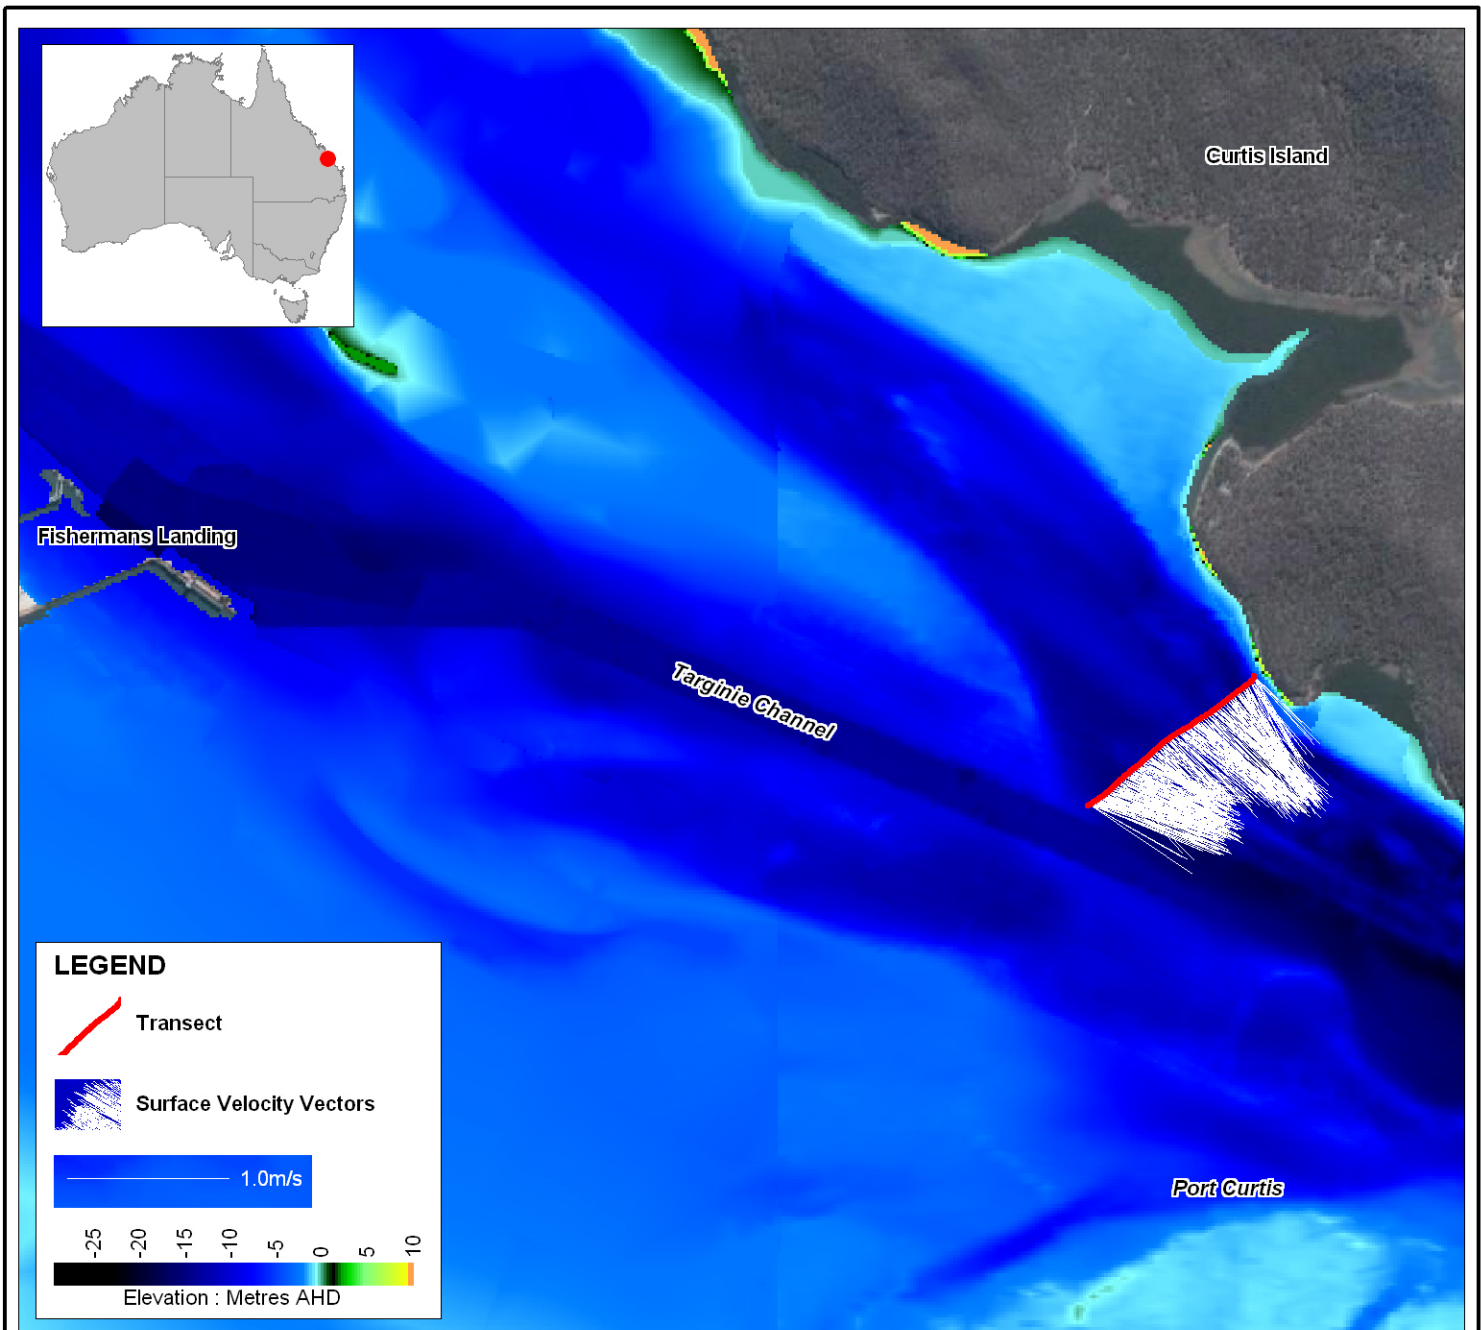 Curtis Island
Fishermans Landing
Targinie Channel
LEGEND
Transect
Surface Velocity Vectors
1.0m/s
-25 -20 -15 -10 -5 0 5 10
Elevation : Metres AHD
Port Curtis